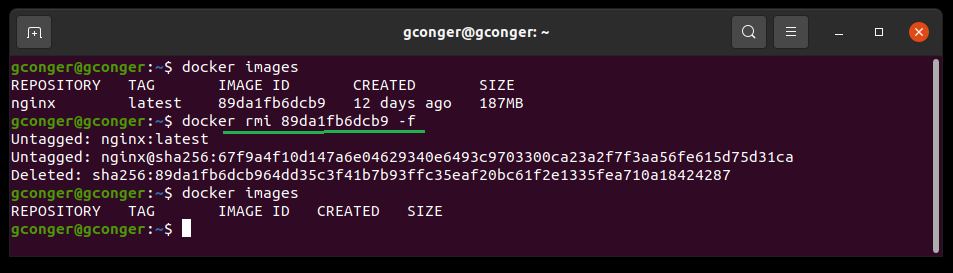 gconger@gconger: ~
gconger@gconger:~$ docker images
REPOSITORY   TAG       IMAGE ID       CREATED       SIZE
nginx        latest    89da1fb6dcb9   12 days ago   187MB
gconger@gconger:~$ docker rmi 89da1fb6dcb9 -f
Untagged: nginx:latest
Untagged: nginx@sha256:67f9a4f10d147a6e04629340e6493c9703300ca23a2f7f3aa56fe615d75d31ca
Deleted: sha256:89da1fb6dcb964dd35c3f41b7b93ffc35eaf20bc61f2e1335fea710a18424287
gconger@gconger:~$ docker images
REPOSITORY   TAG       IMAGE ID   CREATED   SIZE
gconger@gconger:~$